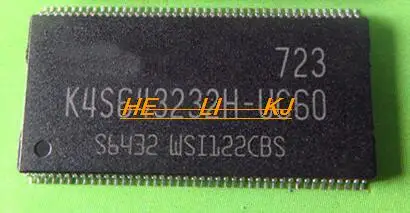 723
K4S643232H-UC60
HE LI KJ
S6432 WSI122CBS